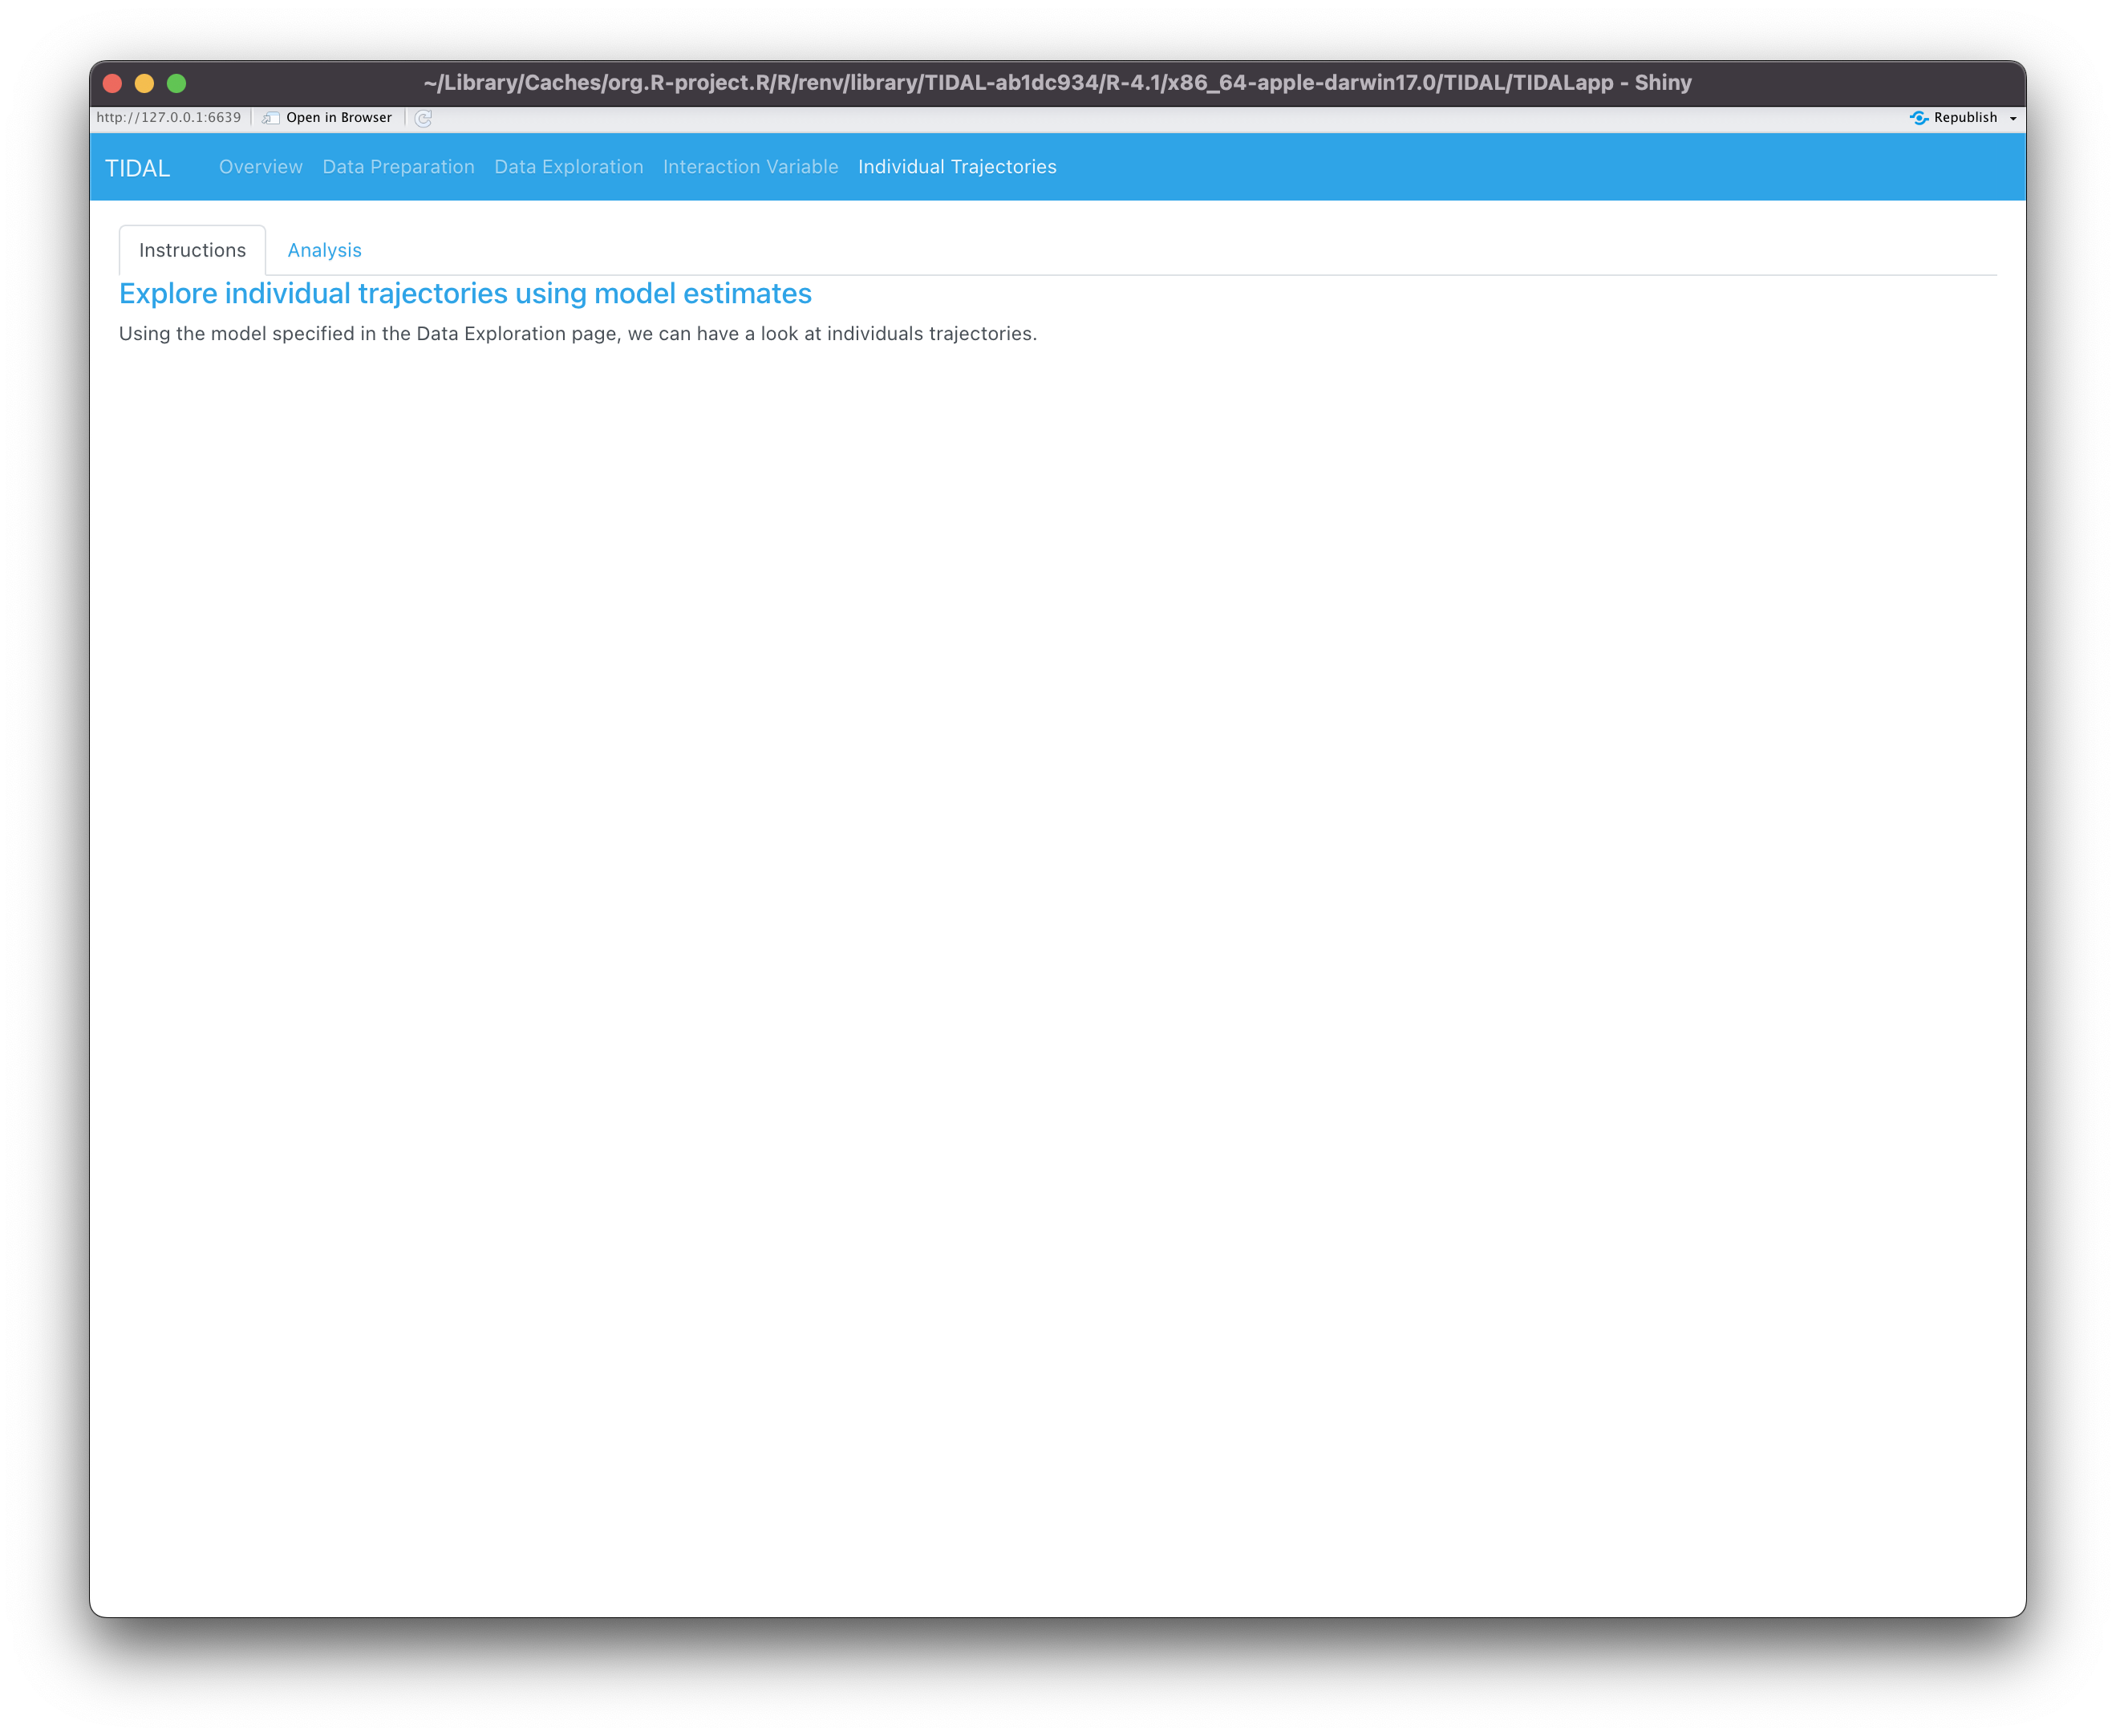 ~/Library/Caches/org.R-project.R/R/renv/library/TIDAL-ab1dc934/R-4.1/x86_64-apple-darwin17.0/TIDAL/TIDALapp - Shiny
http://127.0.0.1:6639 Open in Browser Republish
TIDAL Overview Data Preparation Data Exploration Interaction Variable Individual Trajectories
Instructions Analysis
Explore individual trajectories using model estimates
Using the model specified in the Data Exploration page, we can have a look at individuals trajectories.